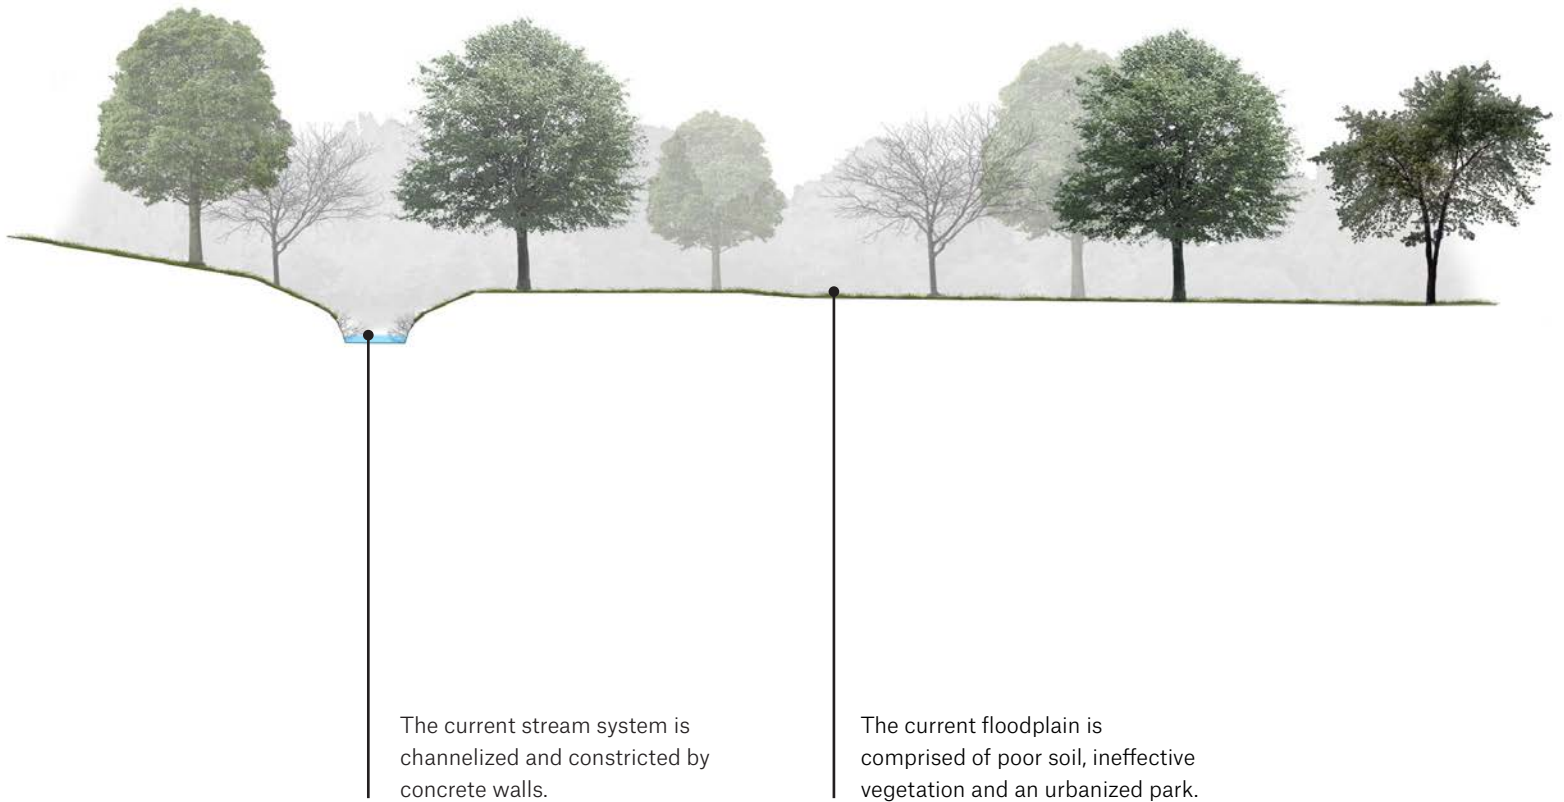 The current stream system is
channelized and constricted by
concrete walls.
The current floodplain is
comprised of poor soil, ineffective
vegetation and an urbanized park.